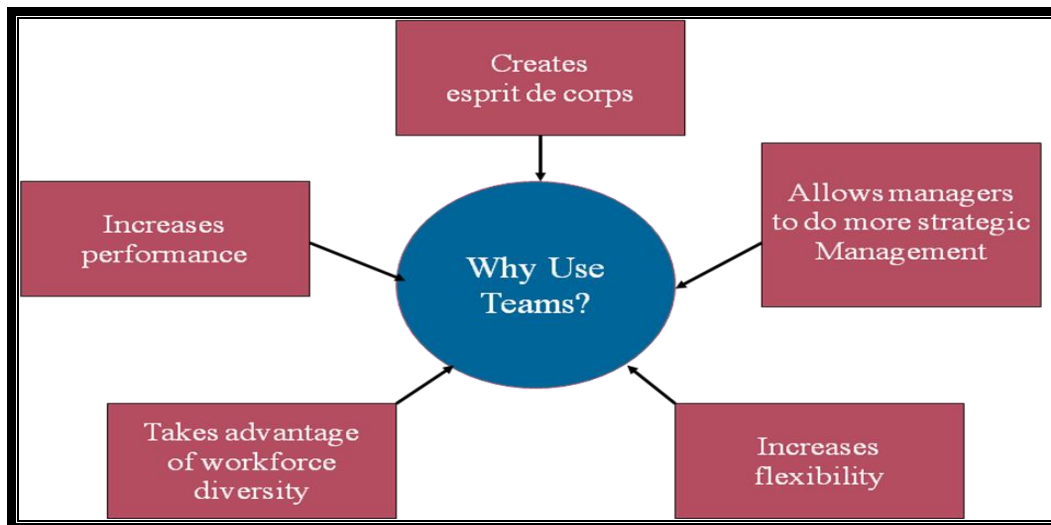 Creates
esprit de corps
Increases
performance
Allows managers
to do more strategic
Management
Why Use
Teams?
Takes advantage
of workforce
diversity
Increases
flexibility